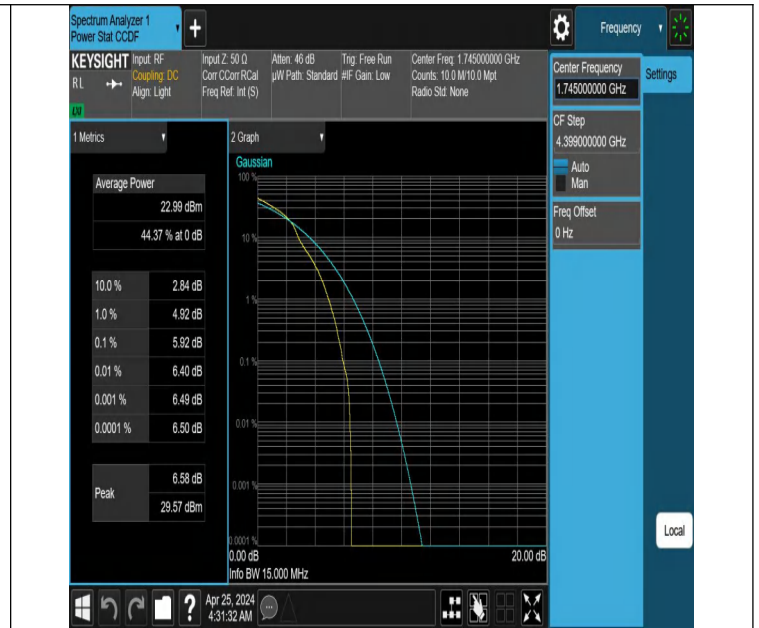 Spectrum Analyzer 1
Power Stat CCDF
+
Frequency
KEYSIGHT
RL
LXI
Input: RF
Coupling: DC
Align: Light
Input Z: 50 Ω
Corr CCorr RCal
Freq Ref: Int (S)
Atten: 46 dB
µW Path: Standard
Trig: Free Run
#IF Gain: Low
Center Freq: 1.745000000 GHz
Counts: 10.0 M/10.0 Mpt
Radio Std: None
Center Frequency
1.745000000 GHz
Settings
CF Step
4.399000000 GHz
Auto
Man
Freq Offset
0 Hz
Local
1 Metrics
Average Power
22.99 dBm
44.37 % at 0 dB
10.0 % 2.84 dB
1.0 % 4.92 dB
0.1 % 5.92 dB
0.01 % 6.40 dB
0.001 % 6.49 dB
0.0001 % 6.50 dB
Peak
6.58 dB
29.57 dBm
2 Graph
Gaussian
100 %
10 %
1 %
0.1 %
0.01 %
0.001 %
0.0001 %
0.00 dB 20.00 dB
Info BW 15.000 MHz
?
Apr 25, 2024
4:31:32 AM